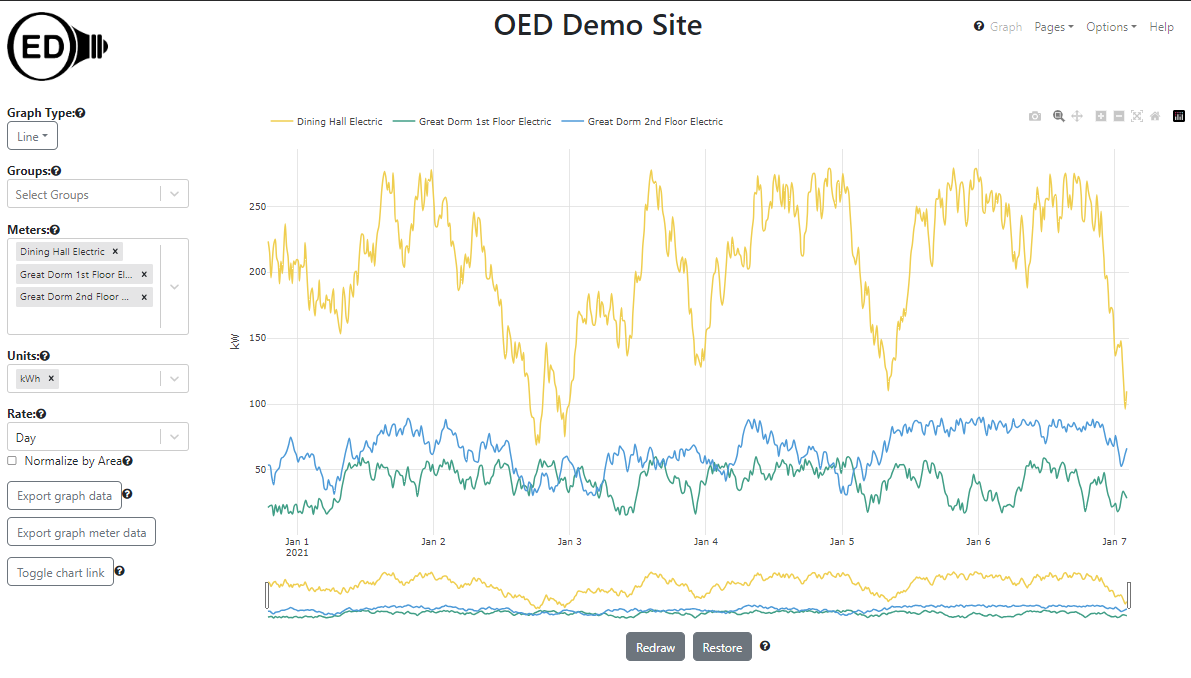 OED Demo Site
ED
Graph Pages Options Help
Graph Type:
Line
Groups:
Select Groups
Meters:
Dining Hall Electric ×
Great Dorm 1st Floor El... ×
Great Dorm 2nd Floor ... ×
Units:
kWh ×
Rate:
Day
Normalize by Area
Export graph data
Export graph meter data
Toggle chart link
Dining Hall Electric Great Dorm 1st Floor Electric Great Dorm 2nd Floor Electric
kW
250
200
150
100
50
Jan 1 Jan 2 Jan 3 Jan 4 Jan 5 Jan 6 Jan 7
2021
Redraw Restore